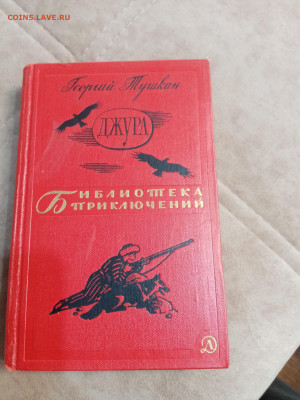 COINS.LAVE.RU
Георгий Тушкан
ДЖУРА
БИБЛИОТЕКА
ПРИКЛЮЧЕНИЙ
Д